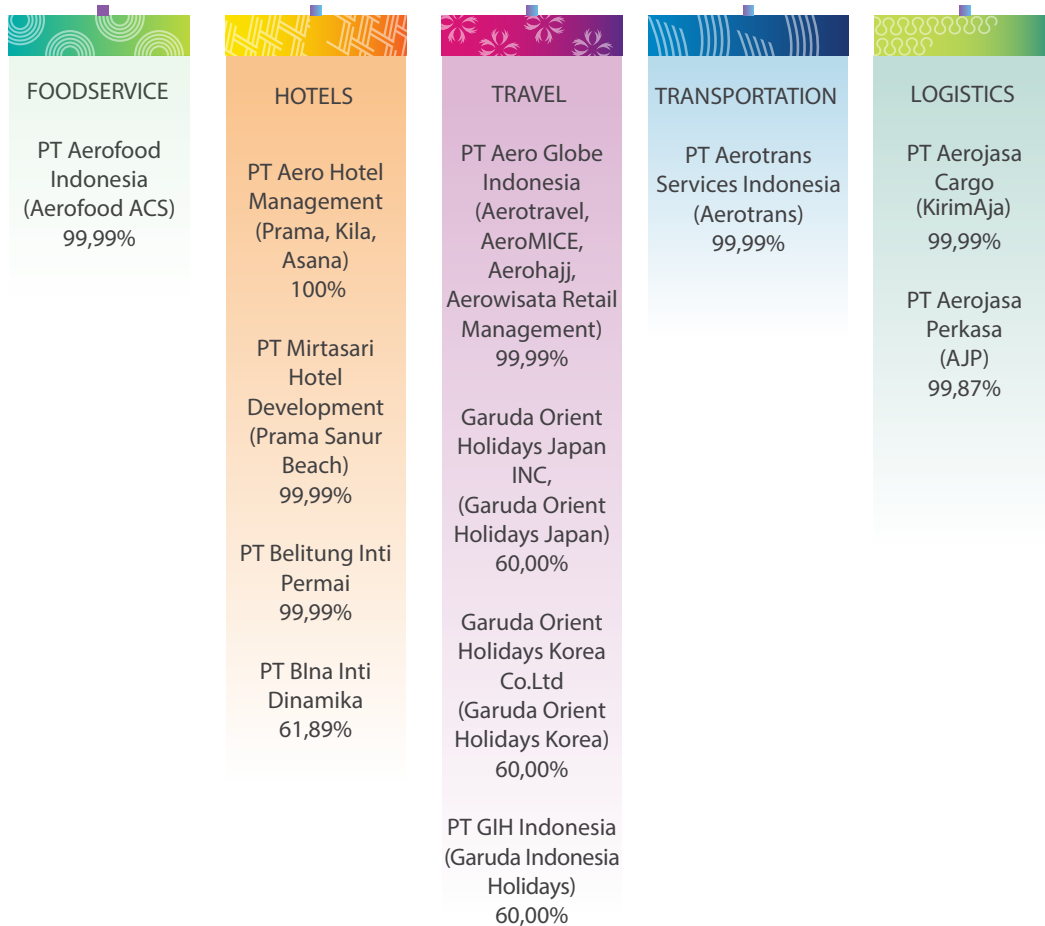 FOODSERVICE
PT Aerofood
Indonesia
(Aerofood ACS)
99,99%
HOTELS
PT Aero Hotel
Management
(Prama, Kila,
Asana)
100%
PT Mirtasari
Hotel
Development
(Prama Sanur
Beach)
99,99%
PT Belitung Inti
Permai
99,99%
PT BIna Inti
Dinamika
61,89%
TRAVEL
PT Aero Globe
Indonesia
(Aerotravel,
AeroMICE,
Aerohajj,
Aerowisata Retail
Management)
99,99%
Garuda Orient
Holidays Japan
INC,
(Garuda Orient
Holidays Japan)
60,00%
Garuda Orient
Holidays Korea
Co.Ltd
(Garuda Orient
Holidays Korea)
60,00%
PT GIH Indonesia
(Garuda Indonesia
Holidays)
60,00%
TRANSPORTATION
PT Aerotrans
Services Indonesia
(Aerotrans)
99,99%
LOGISTICS
PT Aerojasa
Cargo
(KirimAja)
99,99%
PT Aerojasa
Perkasa
(AJP)
99,87%